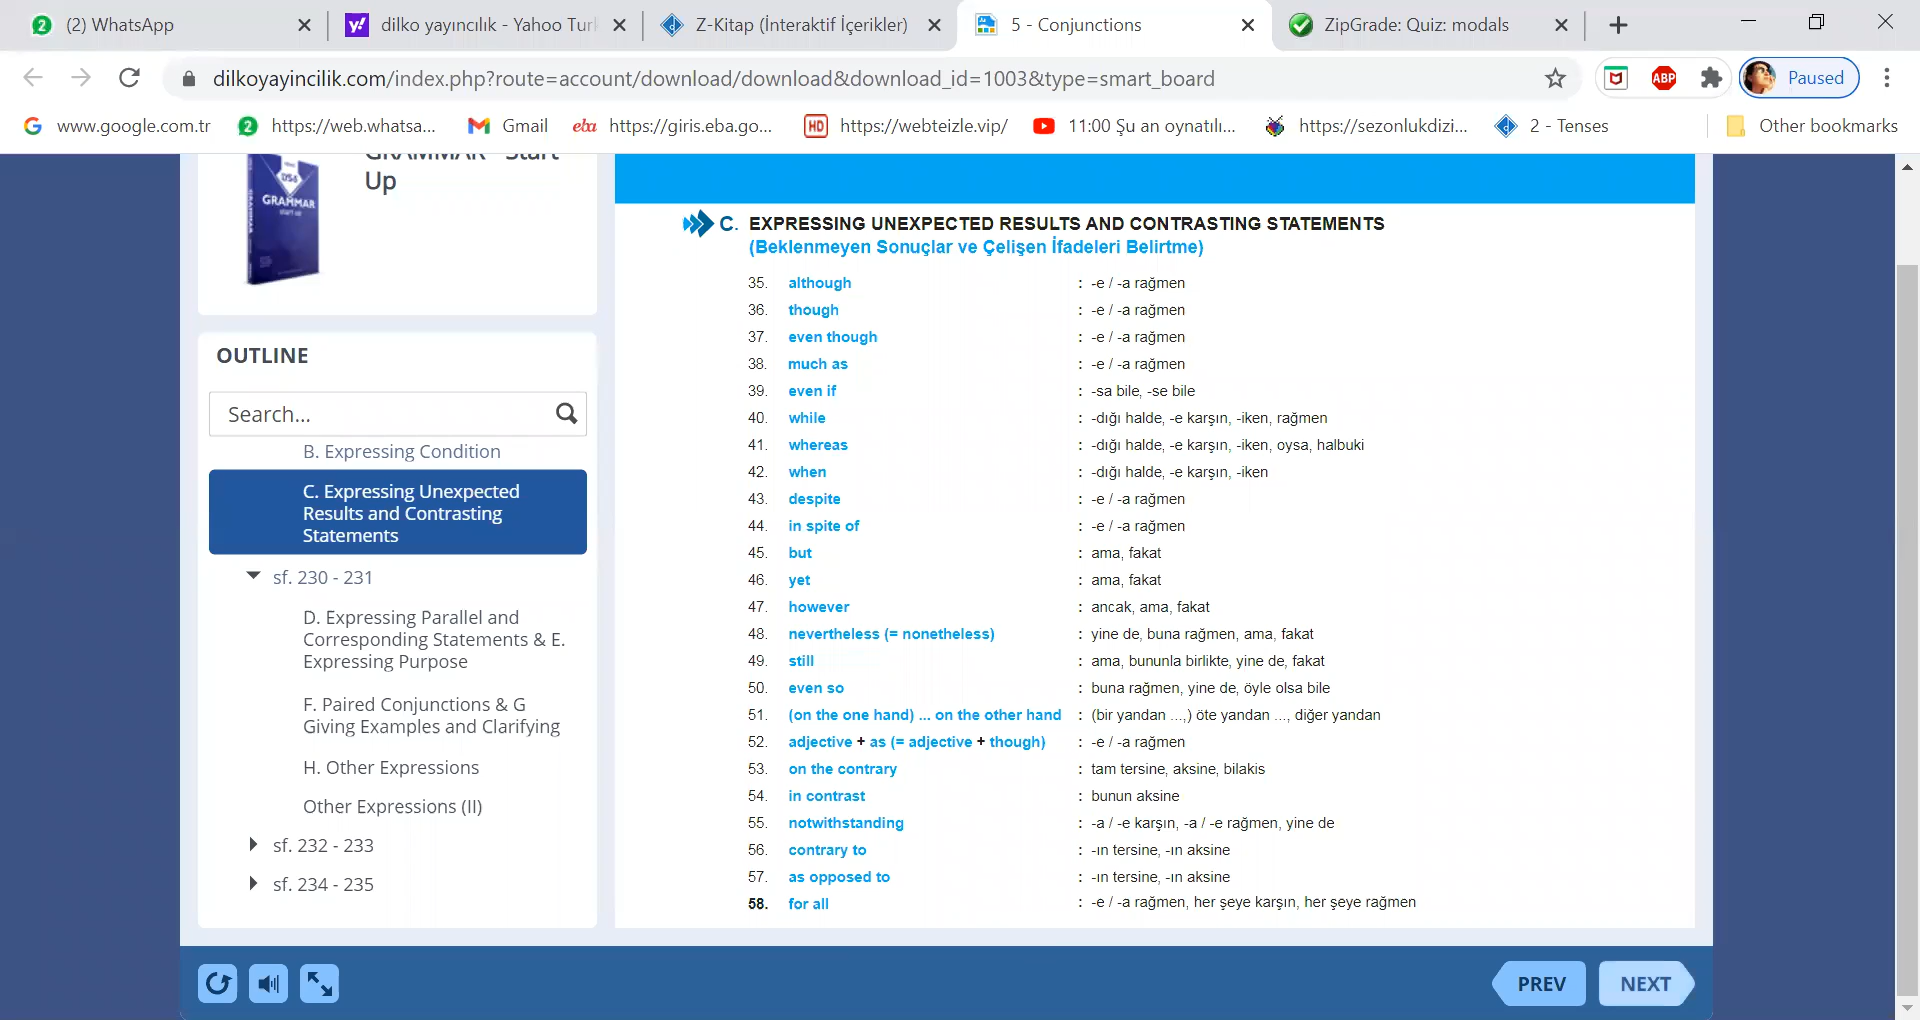 (2) WhatsApp
dilko yayıncılık - Yahoo Turk
Z-Kitap (İnteraktif İçerikler)
5 - Conjunctions
ZipGrade: Quiz: modals
dilkoyayincilik.com/index.php?route=account/download/download&download_id=1003&type=smart_board
ABP
Paused
www.google.com.tr
https://web.whatsa...
Gmail
eba https://giris.eba.go...
HD https://webteizle.vip/
11:00 Şu an oynatılı...
https://sezonlukdizi...
2 - Tenses
Other bookmarks
GRAMMAR - Start
Up
GRAMMAR
start up
OUTLINE
Search...
B. Expressing Condition
C. Expressing Unexpected
Results and Contrasting
Statements
sf. 230 - 231
D. Expressing Parallel and
Corresponding Statements & E.
Expressing Purpose
F. Paired Conjunctions & G
Giving Examples and Clarifying
H. Other Expressions
Other Expressions (II)
sf. 232 - 233
sf. 234 - 235
C. EXPRESSING UNEXPECTED RESULTS AND CONTRASTING STATEMENTS
(Beklenmeyen Sonuçlar ve Çelişen İfadeleri Belirtme)
35. although : -e / -a rağmen
36. though : -e / -a rağmen
37. even though : -e / -a rağmen
38. much as : -e / -a rağmen
39. even if : -sa bile, -se bile
40. while : -dığı halde, -e karşın, -iken, rağmen
41. whereas : -dığı halde, -e karşın, -iken, oysa, halbuki
42. when : -dığı halde, -e karşın, -iken
43. despite : -e / -a rağmen
44. in spite of : -e / -a rağmen
45. but : ama, fakat
46. yet : ama, fakat
47. however : ancak, ama, fakat
48. nevertheless (= nonetheless) : yine de, buna rağmen, ama, fakat
49. still : ama, bununla birlikte, yine de, fakat
50. even so : buna rağmen, yine de, öyle olsa bile
51. (on the one hand) ... on the other hand : (bir yandan ...,) öte yandan ..., diğer yandan
52. adjective + as (= adjective + though) : -e / -a rağmen
53. on the contrary : tam tersine, aksine, bilakis
54. in contrast : bunun aksine
55. notwithstanding : -a / -e karşın, -a / -e rağmen, yine de
56. contrary to : -ın tersine, -ın aksine
57. as opposed to : -ın tersine, -ın aksine
58. for all : -e / -a rağmen, her şeye karşın, her şeye rağmen
PREV
NEXT